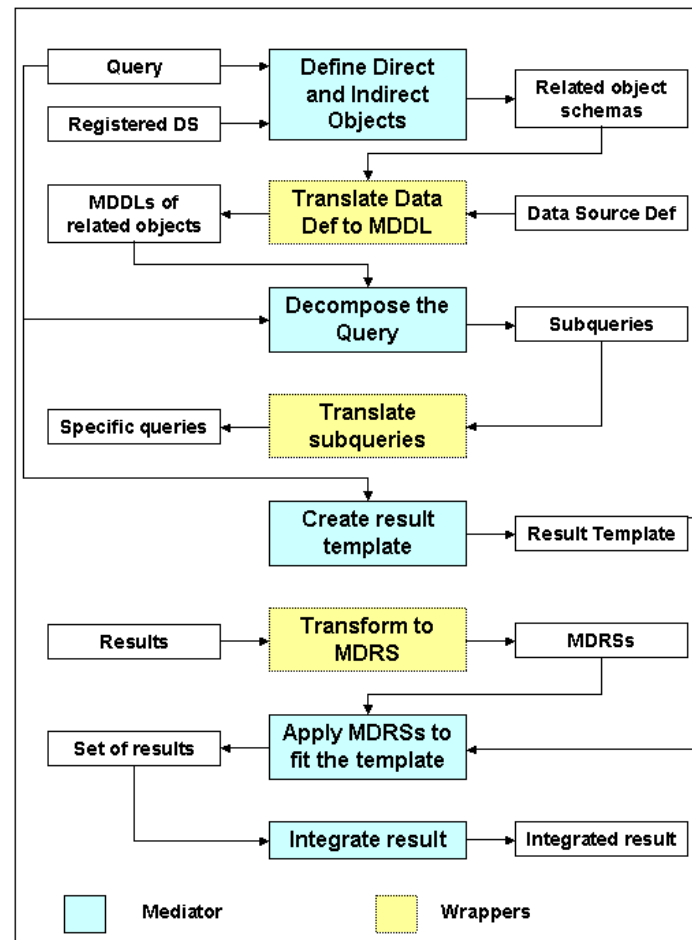 Query
Define Direct
and Indirect
Objects
Related object
schemas
Registered DS
MDDLs of
related objects
Translate Data
Def to MDDL
Data Source Def
Decompose the
Query
Subqueries
Specific queries
Translate
subqueries
Create result
template
Result Template
Results
Transform to
MDRS
MDRSs
Set of results
Apply MDRSs to
fit the template
Integrate result
Integrated result
Mediator
Wrappers